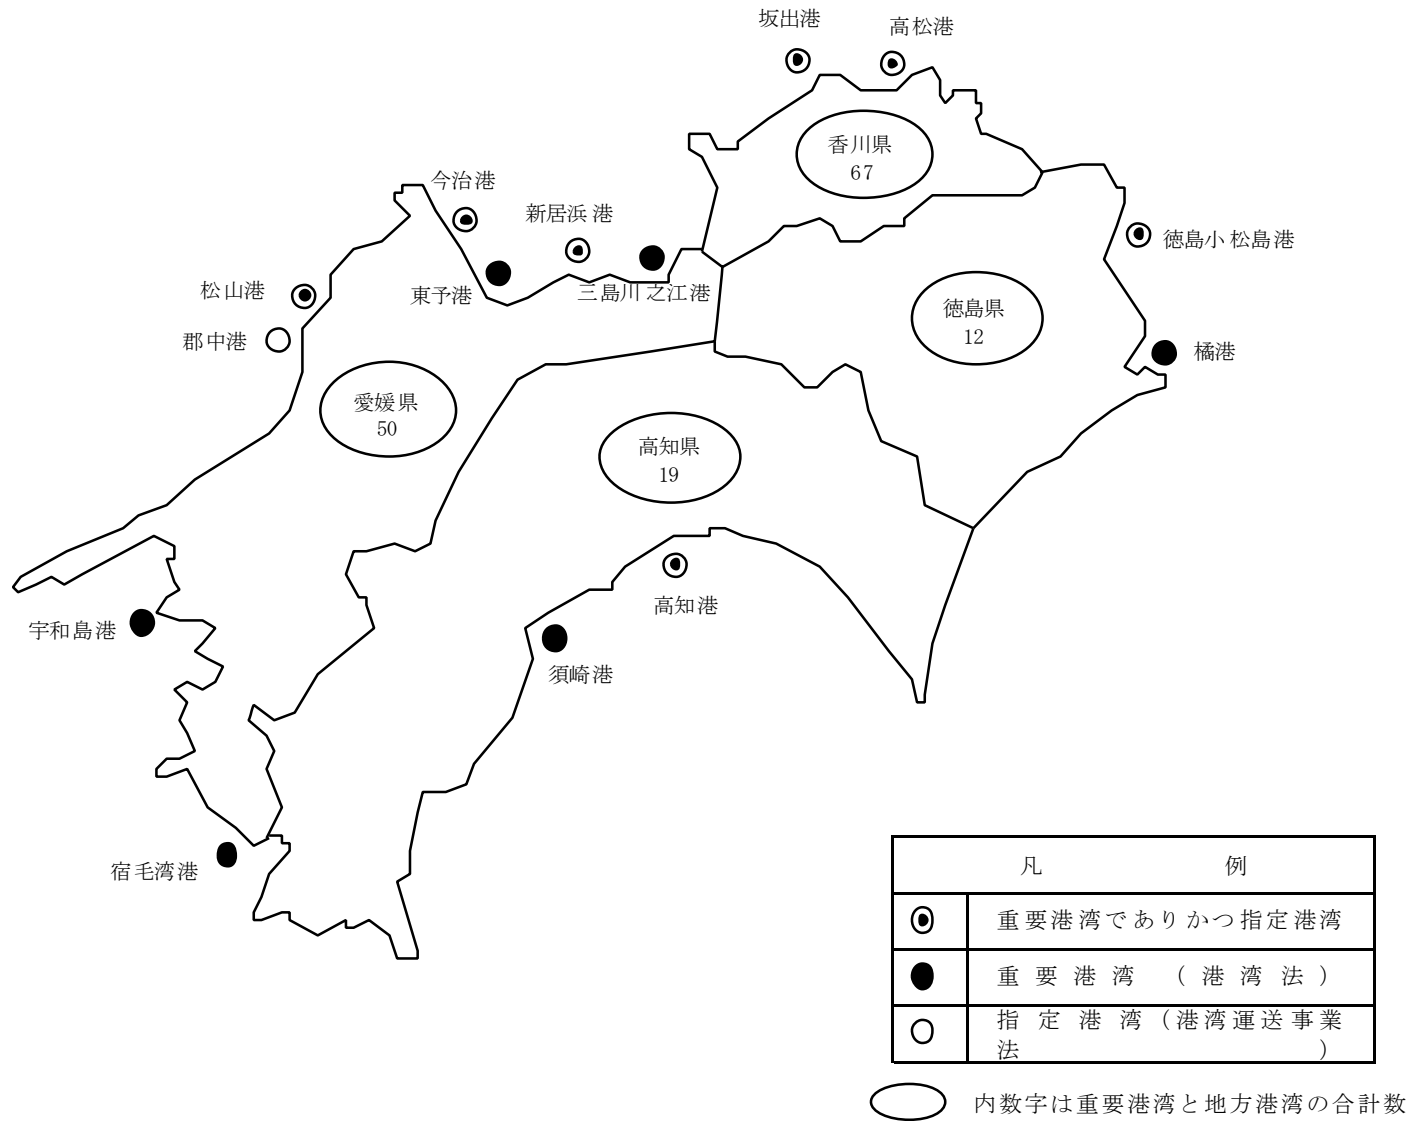 坂出港
高松港
香川県
67
今治港
新居浜港
徳島小松島港
松山港
東予港
三島川之江港
徳島県
12
郡中港
橘港
愛媛県
50
高知県
19
高知港
宇和島港
須崎港
宿毛湾港
凡 例
重要港湾でありかつ指定港湾
重要港湾 (港湾法)
指定港湾(港湾運送事業
法 )
内数字は重要港湾と地方港湾の合計数